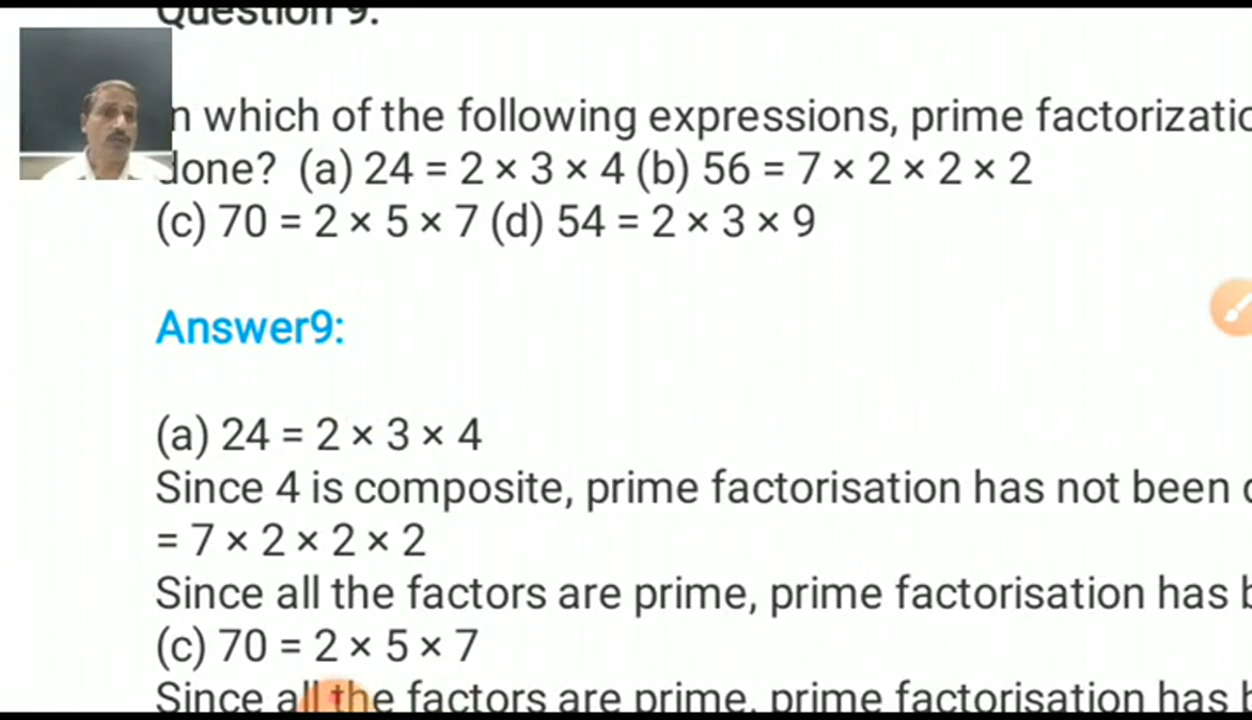 Question 9.
which of the following expressions, prime
done? (a) 24 = 2 × 3 × 4 (b) 56 = 7 × 2 × 2 × 2
(c) 70 = 2 × 5 × 7 (d) 54 = 2 × 3 × 9
Answer9:
(a) 24 = 2 × 3 × 4
Since 4 is composite, prime factorisation has not been
= 7 × 2 × 2 × 2
Since all the factors are prime, prime factorisation has
(c) 70 = 2 × 5 × 7
Since all the factors are prime, prime factorisation has